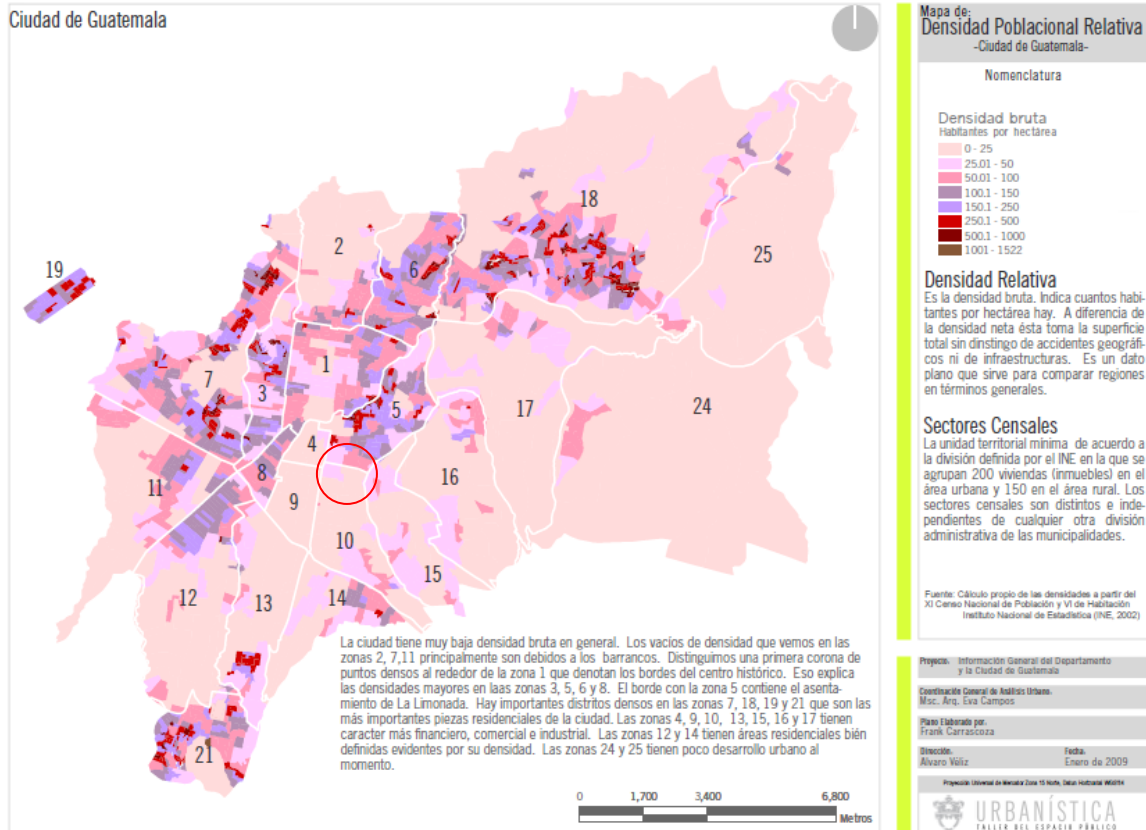 Ciudad de Guatemala
2
18
25
6
19
1
7
3
5
17
24
4
8
16
11
9
10
15
12
13
14
21
La ciudad tiene muy baja densidad bruta en general. Los vacíos de densidad que vemos en las
zonas 2, 7,11 principalmente son debidos a los barrancos. Distinguimos una primera corona de
puntos densos al rededor de la zona 1 que denotan los bordes del centro histórico. Eso explica
las densidades mayores en laas zonas 3, 5, 6 y 8. El borde con la zona 5 contiene el asenta-
miento de La Limonada. Hay importantes distritos densos en las zonas 7, 18, 19 y 21 que son las
más importantes piezas residenciales de la ciudad. Las zonas 4, 9, 10, 13, 15, 16 y 17 tienen
caracter más financiero, comercial e industrial. Las zonas 12 y 14 tienen áreas residenciales bién
definidas evidentes por su densidad. Las zonas 24 y 25 tienen poco desarrollo urbano al
momento.
0 1,700 3,400 6,800
Metros
Mapa de:
Densidad Poblacional Relativa
-Ciudad de Guatemala-
Nomenclatura
Densidad bruta
Habitantes por hectárea
0 - 25
25.01 - 50
50.01 - 100
100.1 - 150
150.1 - 250
250.1 - 500
500.1 - 1000
1001 - 1522
Densidad Relativa
Es la densidad bruta. Indica cuantos habi-
tantes por hectárea hay. A diferencia de
la densidad neta ésta toma la superficie
total sin dinstingo de accidentes geográfi-
cos ni de infraestructuras. Es un dato
plano que sirve para comparar regiones
en términos generales.
Sectores Censales
La unidad territorial mínima de acuerdo a
la división definida por el INE en la que se
agrupan 200 viviendas (inmuebles) en el
área urbana y 150 en el área rural. Los
sectores censales son distintos e inde-
pendientes de cualquier otra división
administrativa de las municipalidades.
Fuente: Cálculo propio de las densidades a partir del
XI Censo Nacional de Población y VI de Habitación
Instituto Nacional de Estadística (INE, 2002)
Proyecto. Información General del Departamento
y la Ciudad de Guatemala
Coordinación General de Análisis Urbano.
Msc. Arq. Eva Campos
Plano Elaborado por.
Frank Carrascoza
Dirección. Fecha.
Alvaro Véliz Enero de 2009
Proyección Universal de Mercator Zona 15 Norte, Datun Horizontal WGS84
URBANÍSTICA
TALLER DEL ESPACIO PÚBLICO